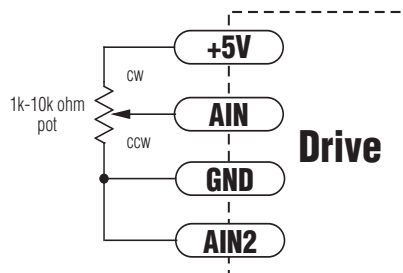 +5V
CW
1k-10k ohm
pot
AIN
CCW
Drive
GND
AIN2